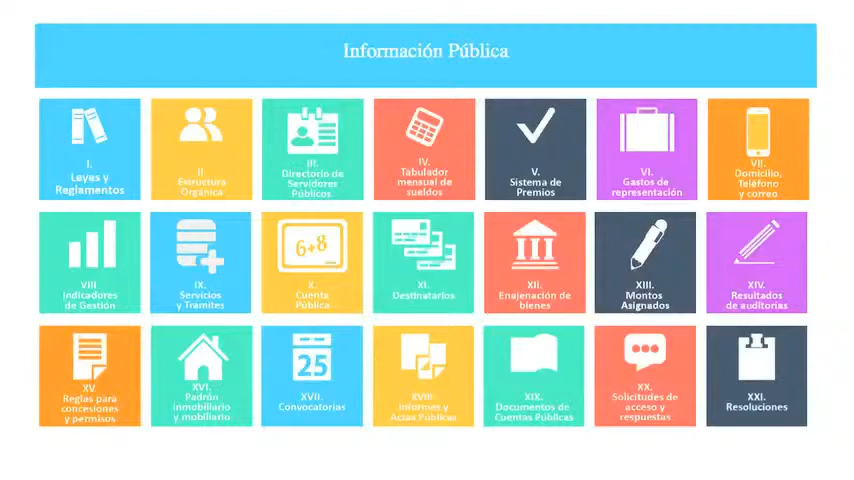 Información Pública
I.
Leyes y
Reglamentos
II.
Estructura
Orgánica
III.
Directorio de
Servidores
Públicos
IV.
Tabulador
mensual de
sueldos
V.
Sistema de
Premios
VI.
Gastos de
representación
VII.
Domicilio,
Teléfono
y correo
VIII.
Indicadores
de Gestión
IX.
Servicios
y Tramites
6+8
X.
Cuenta
Pública
XI.
Destinatarios
XII.
Enajenación de
bienes
XIII.
Montos
Asignados
XIV.
Resultados
de auditorias
XV.
Reglas para
concesiones
y permisos
XVI.
Padrón
inmobiliario
y mobiliario
25
XVII.
Convocatorias
XVIII.
Informes y
Actas Públicas
XIX.
Documentos de
Cuentas Públicas
XX.
Solicitudes de
acceso y
respuestas
XXI.
Resoluciones